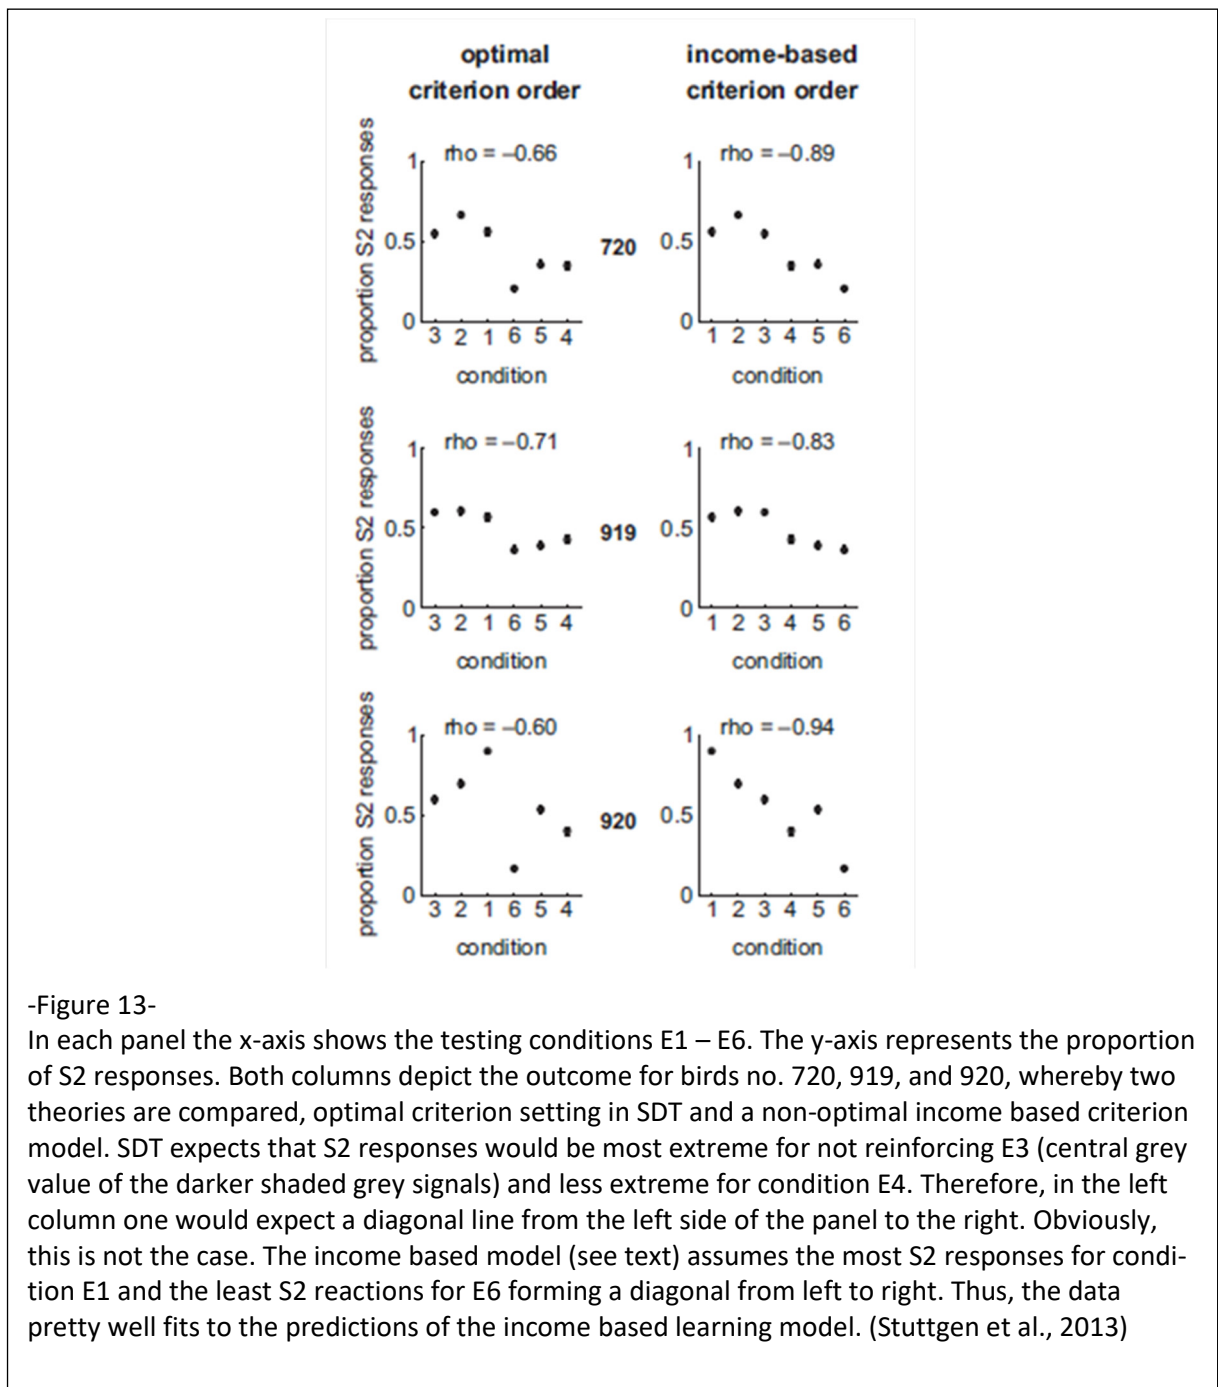 optimal criterion order
income-based criterion order
proportion S2 responses
1
0.5
0
rho = –0.66
3 2 1 6 5 4
condition
720
1
0.5
0
rho = –0.89
1 2 3 4 5 6
condition
proportion S2 responses
1
0.5
0
rho = –0.71
3 2 1 6 5 4
condition
919
1
0.5
0
rho = –0.83
1 2 3 4 5 6
condition
proportion S2 responses
1
0.5
0
rho = –0.60
3 2 1 6 5 4
condition
920
1
0.5
0
rho = –0.94
1 2 3 4 5 6
condition
-Figure 13-
In each panel the x-axis shows the testing conditions E1 – E6. The y-axis represents the proportion
of S2 responses. Both columns depict the outcome for birds no. 720, 919, and 920, whereby two
theories are compared, optimal criterion setting in SDT and a non-optimal income based criterion
model. SDT expects that S2 responses would be most extreme for not reinforcing E3 (central grey
value of the darker shaded grey signals) and less extreme for condition E4. Therefore, in the left
column one would expect a diagonal line from the left side of the panel to the right. Obviously,
this is not the case. The income based model (see text) assumes the most S2 responses for condi-
tion E1 and the least S2 reactions for E6 forming a diagonal from left to right. Thus, the data
pretty well fits to the predictions of the income based learning model. (Stuttgen et al., 2013)